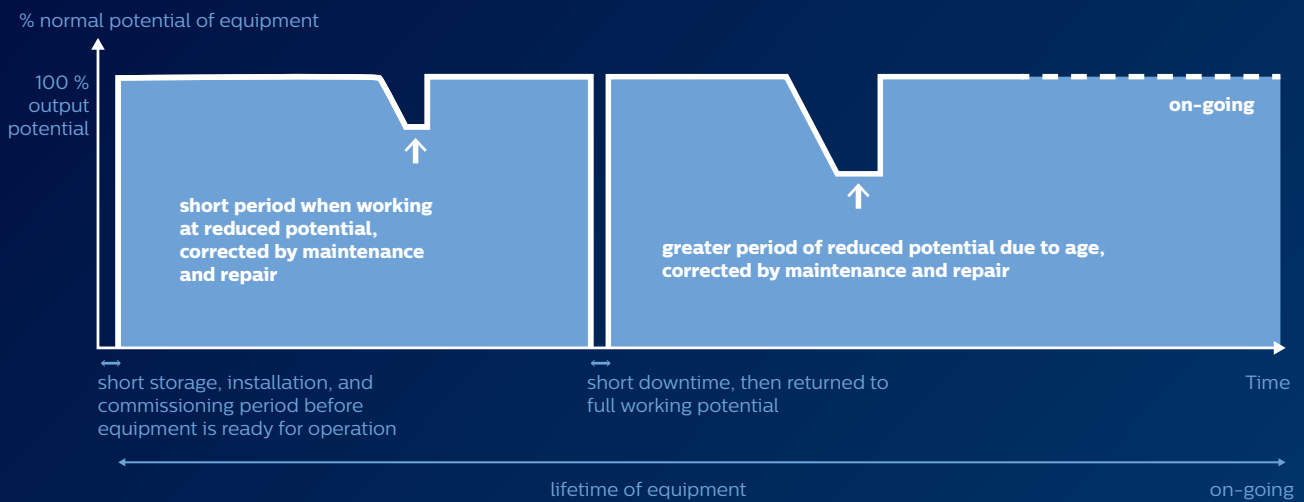 % normal potential of equipment
100 %
output
potential
on-going
short period when working
at reduced potential,
corrected by maintenance
and repair
greater period of reduced potential due to age,
corrected by maintenance and repair
short storage, installation, and
commissioning period before
equipment is ready for operation
short downtime, then returned to
full working potential
Time
lifetime of equipment
on-going